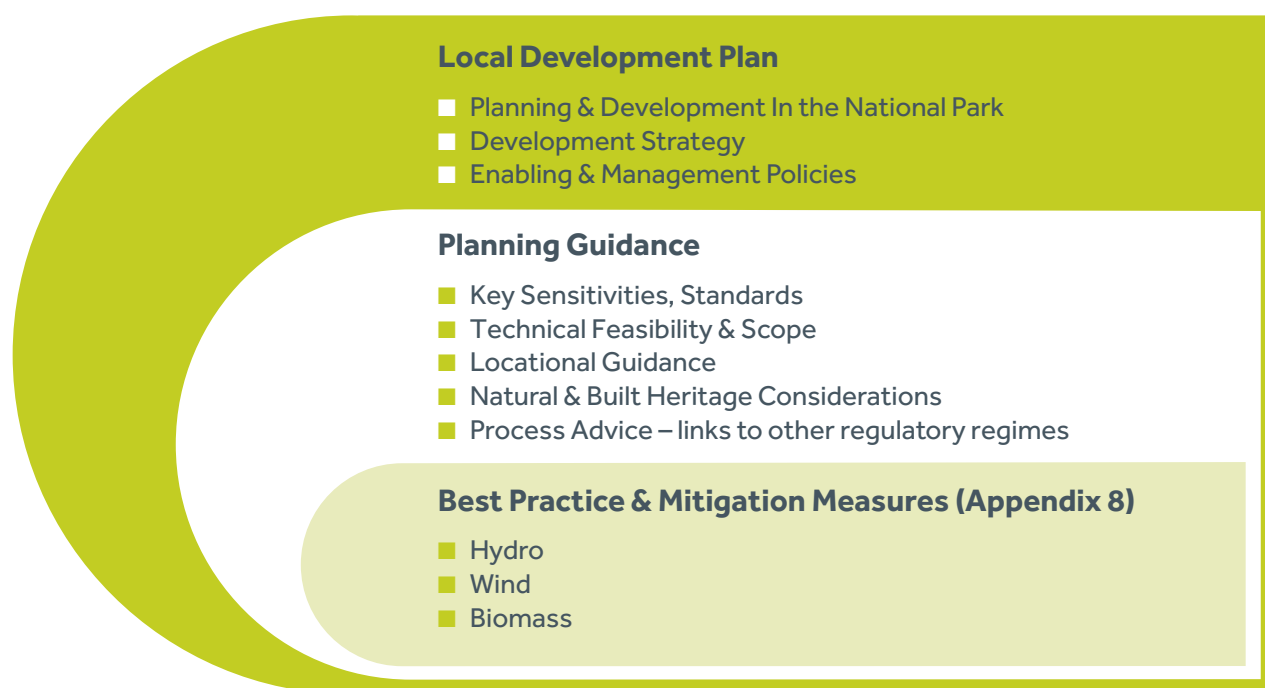 Local Development Plan
Planning & Development In the National Park
Development Strategy
Enabling & Management Policies
Planning Guidance
Key Sensitivities, Standards
Technical Feasibility & Scope
Locational Guidance
Natural & Built Heritage Considerations
Process Advice – links to other regulatory regimes
Best Practice & Mitigation Measures (Appendix 8)
Hydro
Wind
Biomass